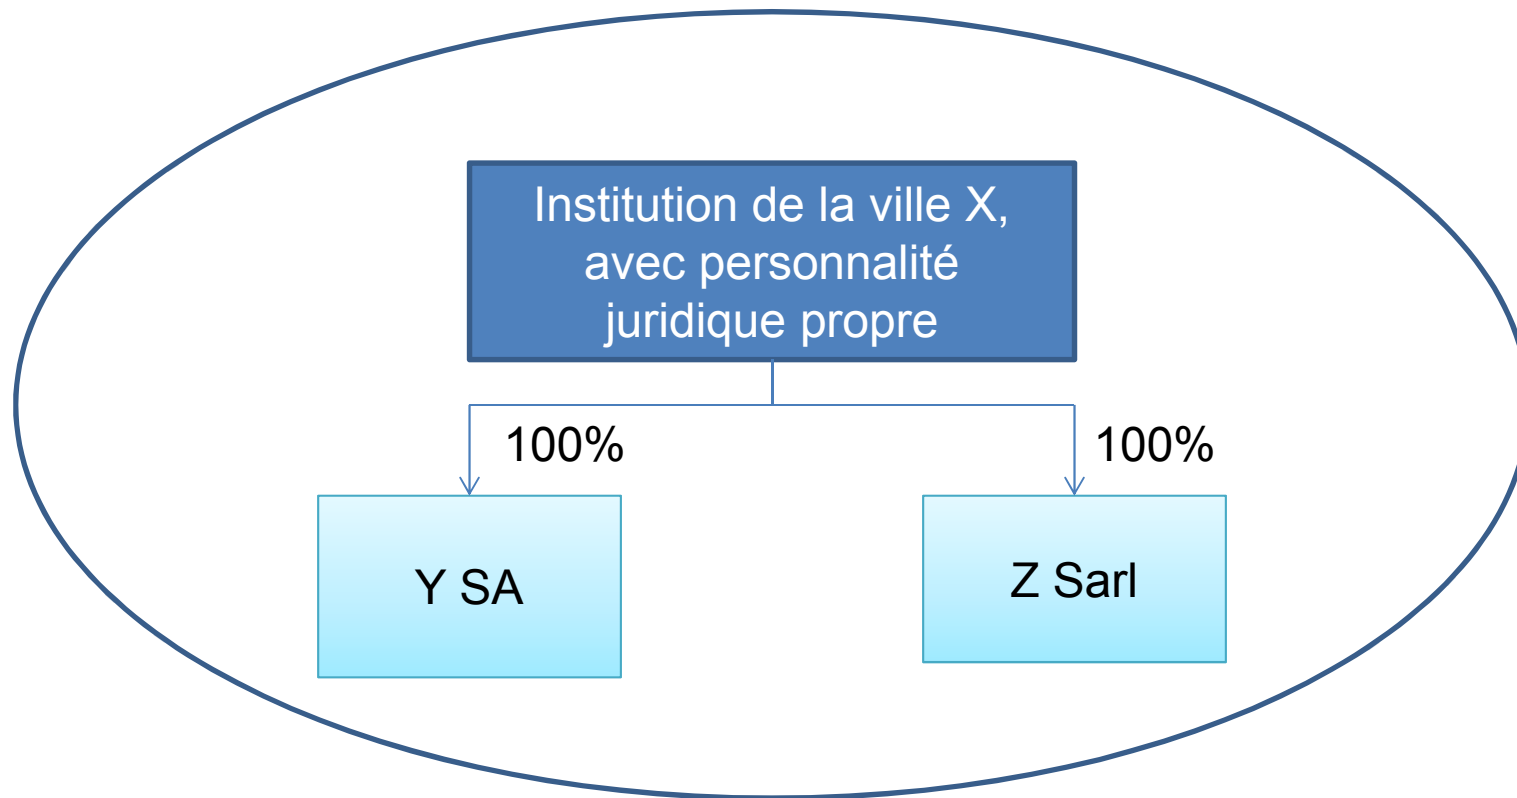 Institution de la ville X,
avec personnalité
juridique propre
100%
100%
Y SA
Z Sarl